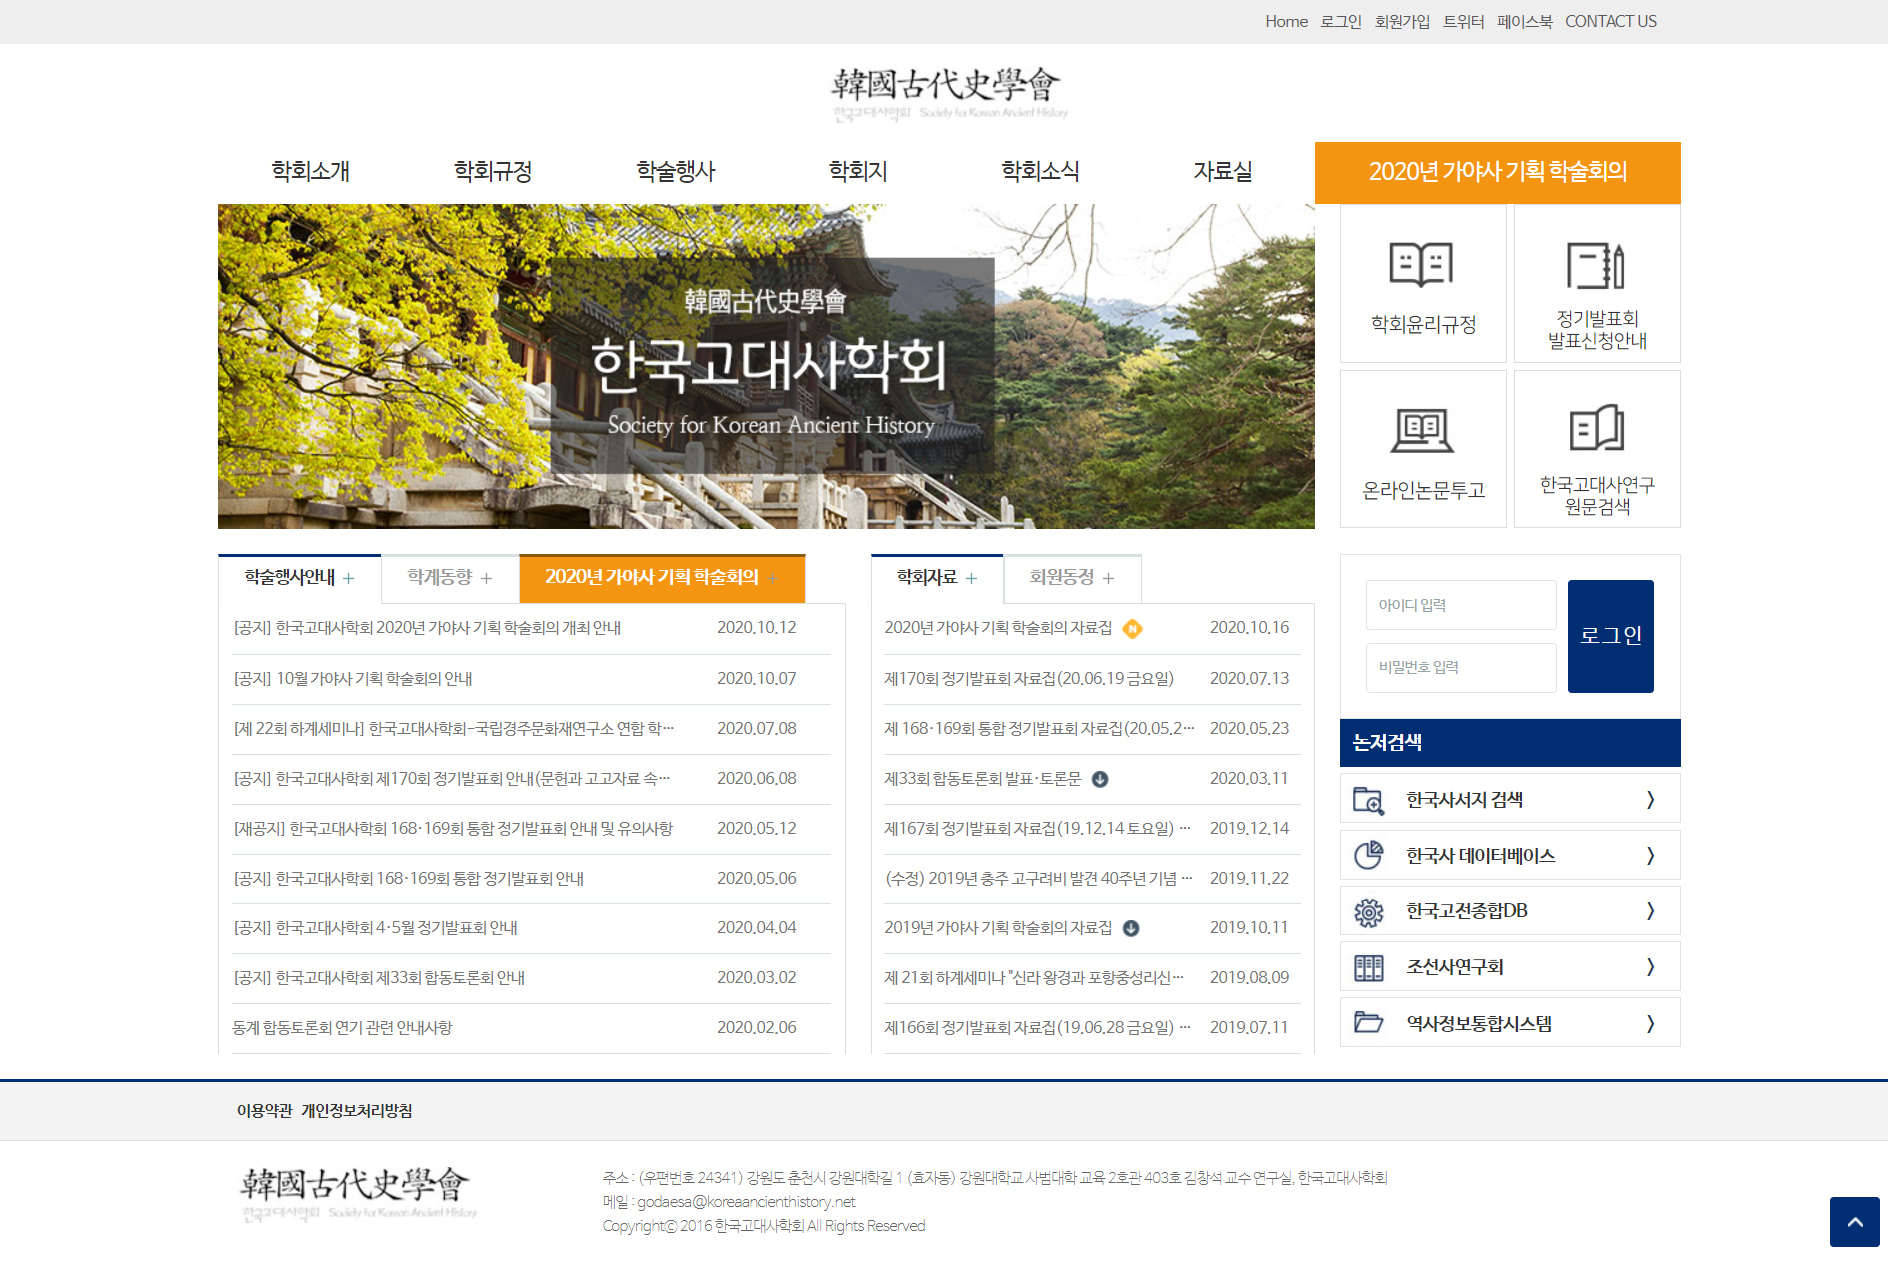 Home 로그인 회원가입 트위터 페이스북 CONTACT US
韓國古代史學會
한국고대사학회 Society for Korean Ancient History
학회소개 학회규정 학술행사 학회지 학회소식 자료실 2020년 가야사 기획 학술회의
韓國古代史學會
한국고대사학회
Society for Korean Ancient History
학회윤리규정
정기발표회
발표신청안내
온라인논문투고
한국고대사연구
원문검색
학술행사안내 + 학계동향 + 2020년 가야사 기획 학술회의 +
[공지] 한국고대사학회 2020년 가야사 기획 학술회의 개최 안내 2020.10.12
[공지] 10월 가야사 기획 학술회의 안내 2020.10.07
[제 22회 하계세미나] 한국고대사학회-국립경주문화재연구소 연합 학… 2020.07.08
[공지] 한국고대사학회 제170회 정기발표회 안내(문헌과 고고자료 속… 2020.06.08
[재공지] 한국고대사학회 168·169회 통합 정기발표회 안내 및 유의사항 2020.05.12
[공지] 한국고대사학회 168·169회 통합 정기발표회 안내 2020.05.06
[공지] 한국고대사학회 4·5월 정기발표회 안내 2020.04.04
[공지] 한국고대사학회 제33회 합동토론회 안내 2020.03.02
동계 합동토론회 연기 관련 안내사항 2020.02.06
학회자료 + 회원동정 +
2020년 가야사 기획 학술회의 자료집 N 2020.10.16
제170회 정기발표회 자료집(20.06.19 금요일) 2020.07.13
제 168·169회 통합 정기발표회 자료집(20.05.2… 2020.05.23
제33회 합동토론회 발표·토론문 2020.03.11
제167회 정기발표회 자료집(19.12.14 토요일) … 2019.12.14
(수정) 2019년 충주 고구려비 발견 40주년 기념 … 2019.11.22
2019년 가야사 기획 학술회의 자료집 2019.10.11
제 21회 하계세미나 "신라 왕경과 포항중성리신… 2019.08.09
제166회 정기발표회 자료집(19.06.28 금요일) … 2019.07.11
아이디 입력
비밀번호 입력
로그인
논저검색
한국사서지 검색
한국사 데이터베이스
한국고전종합DB
조선사연구회
역사정보통합시스템
이용약관 개인정보처리방침
韓國古代史學會
한국고대사학회 Society for Korean Ancient History
주소 : (우편번호 24341) 강원도 춘천시 강원대학길 1 (효자동) 강원대학교 사범대학 교육 2호관 403호 김창석 교수 연구실, 한국고대사학회
메일 : godaesa@koreaancienthistory.net
Copyrightⓒ 2016 한국고대사학회 All Rights Reserved